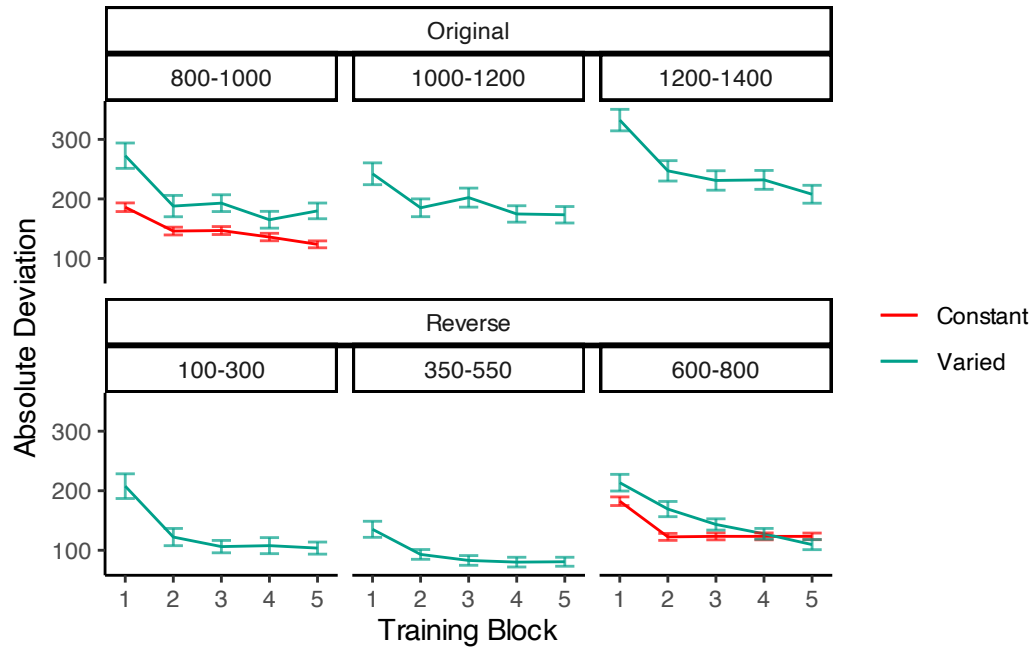 Original
800-1000 1000-1200 1200-1400
300
200
100
Absolute Deviation
Reverse
100-300 350-550 600-800
300
200
100
1 2 3 4 5 1 2 3 4 5 1 2 3 4 5
Training Block
Constant
Varied